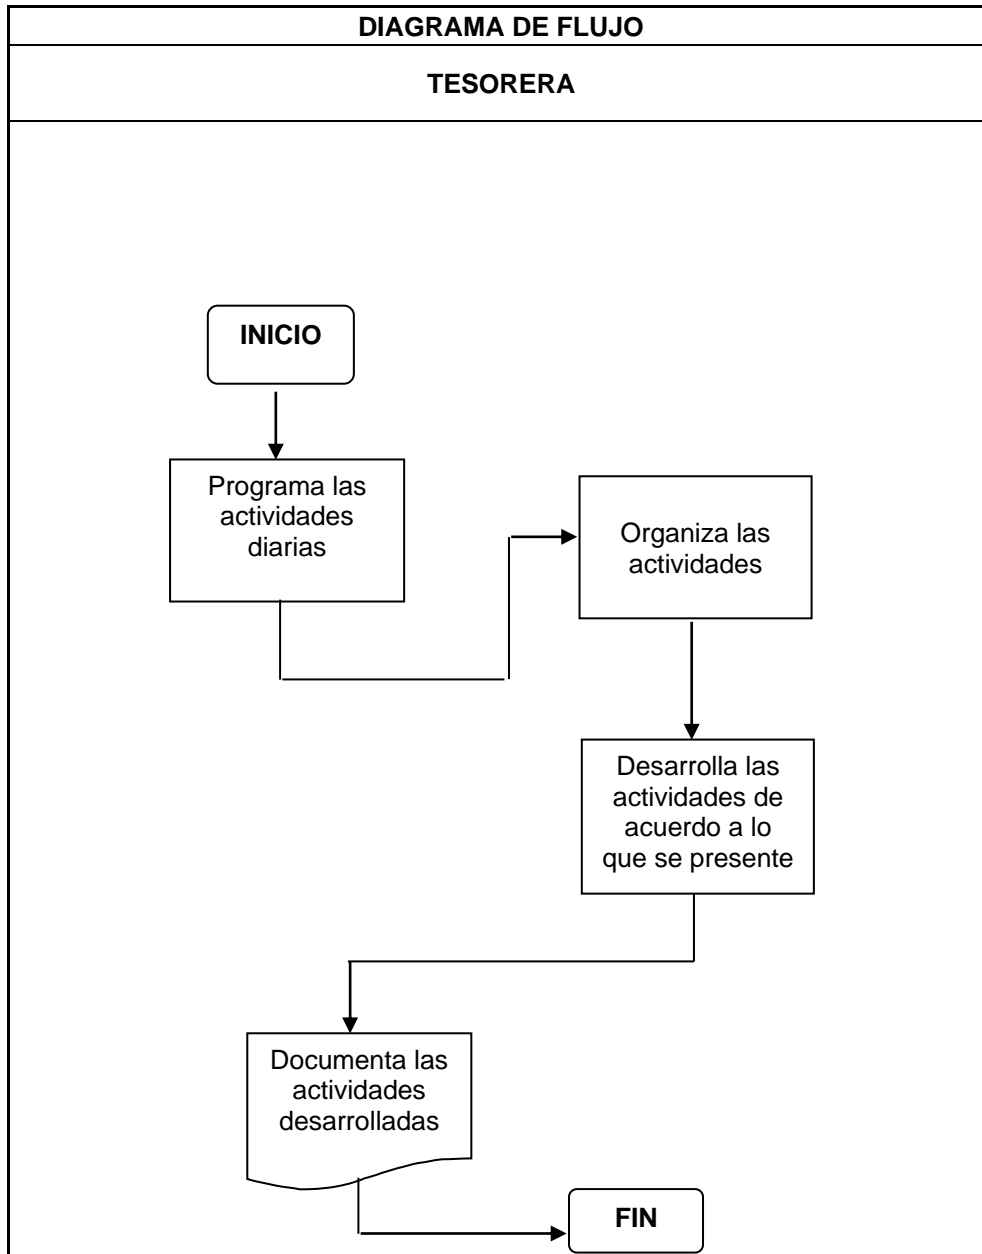 DIAGRAMA DE FLUJO
TESORERA
INICIO
Programa las
actividades
diarias
Organiza las
actividades
Desarrolla las
actividades de
acuerdo a lo
que se presente
Documenta las
actividades
desarrolladas
FIN